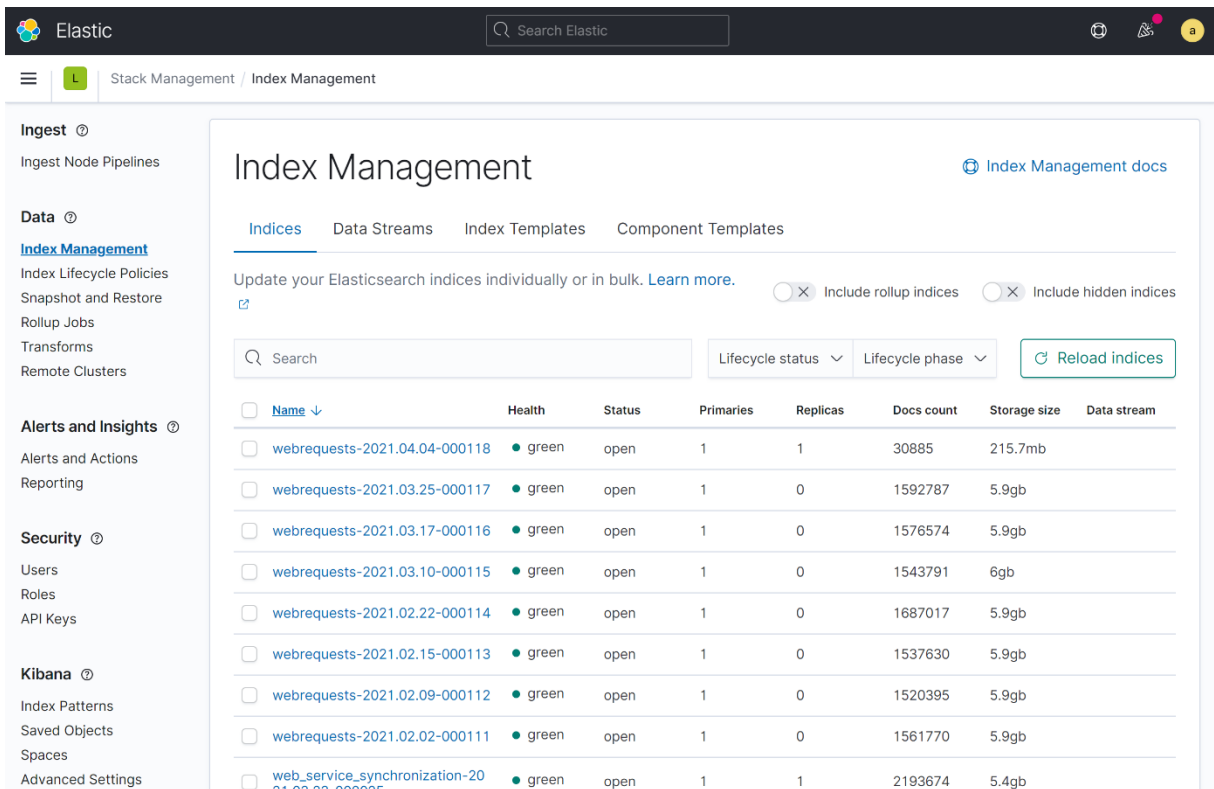 Elastic
Search Elastic
a
L
Stack Management / Index Management
Ingest
Ingest Node Pipelines
Data
Index Management
Index Lifecycle Policies
Snapshot and Restore
Rollup Jobs
Transforms
Remote Clusters
Alerts and Insights
Alerts and Actions
Reporting
Security
Users
Roles
API Keys
Kibana
Index Patterns
Saved Objects
Spaces
Advanced Settings
Index Management
Index Management docs
Indices Data Streams Index Templates Component Templates
Update your Elasticsearch indices individually or in bulk. Learn more.
Include rollup indices Include hidden indices
Search Lifecycle status Lifecycle phase Reload indices
Name Health Status Primaries Replicas Docs count Storage size Data stream
webrequests-2021.04.04-000118 green open 1 1 30885 215.7mb
webrequests-2021.03.25-000117 green open 1 0 1592787 5.9gb
webrequests-2021.03.17-000116 green open 1 0 1576574 5.9gb
webrequests-2021.03.10-000115 green open 1 0 1543791 6gb
webrequests-2021.02.22-000114 green open 1 0 1687017 5.9gb
webrequests-2021.02.15-000113 green open 1 0 1537630 5.9gb
webrequests-2021.02.09-000112 green open 1 0 1520395 5.9gb
webrequests-2021.02.02-000111 green open 1 0 1561770 5.9gb
web_service_synchronization-20 green open 1 1 2193674 5.4gb